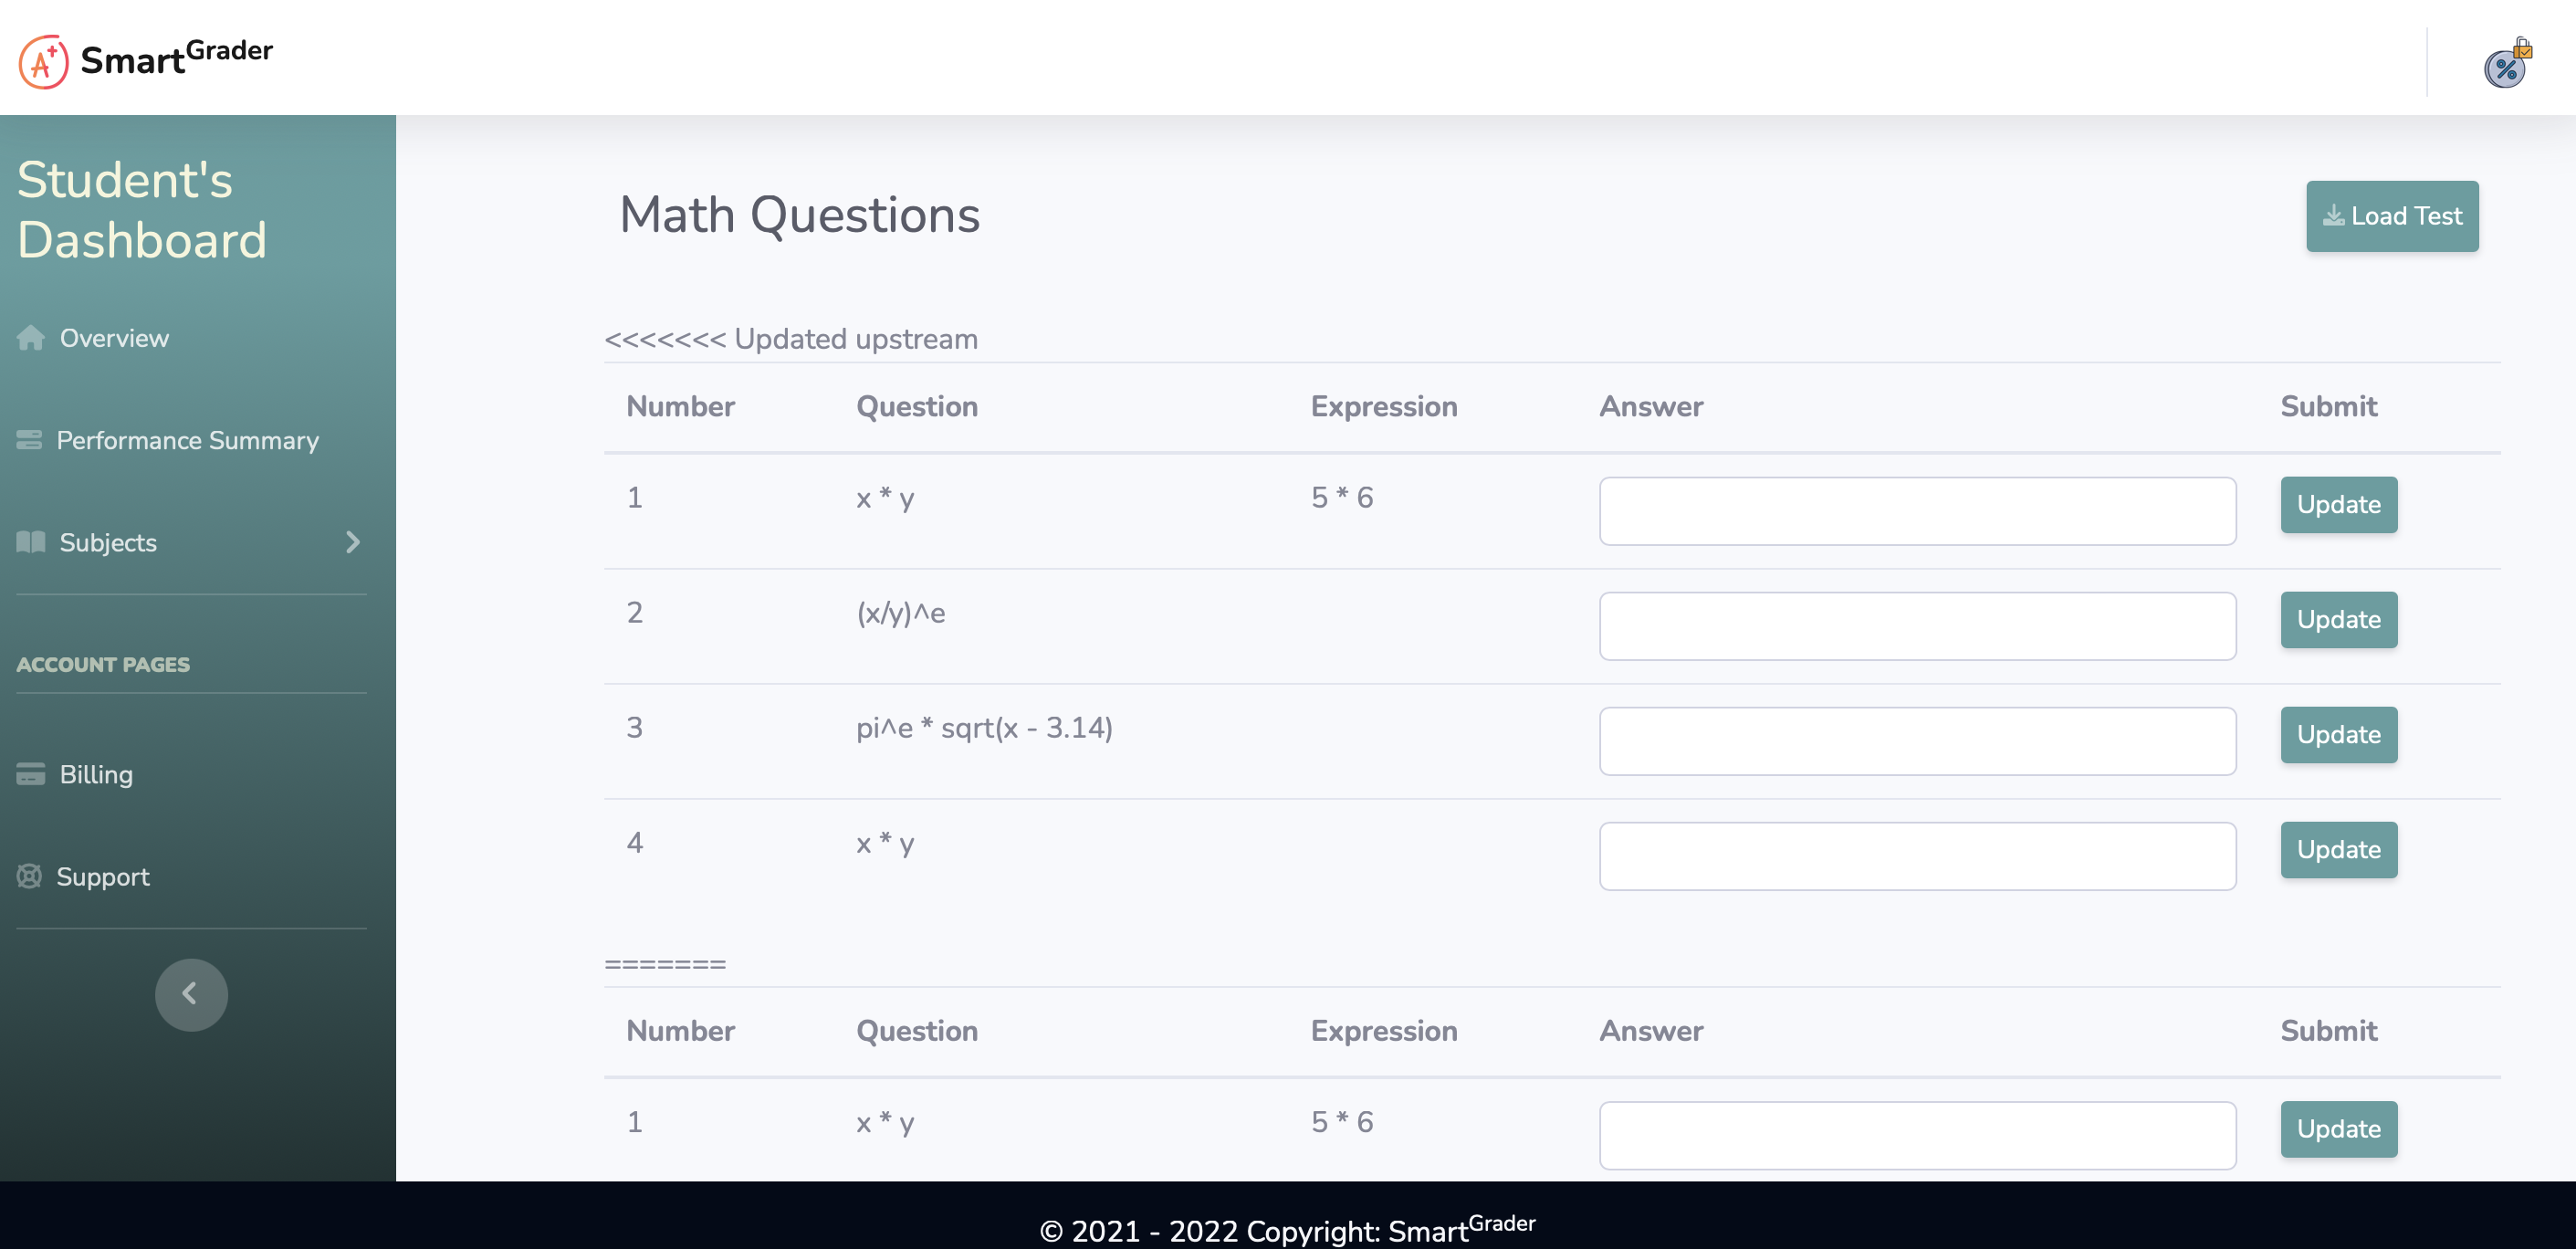 SmartGrader
Student's
Dashboard
Overview
Performance Summary
Subjects
ACCOUNT PAGES
Billing
Support
Math Questions
Load Test
<<<<<<< Updated upstream
Number Question Expression Answer Submit
1 x * y 5 * 6 Update
2 (x/y)^e Update
3 pi^e * sqrt(x - 3.14) Update
4 x * y Update
=======
Number Question Expression Answer Submit
1 x * y 5 * 6 Update
© 2021 - 2022 Copyright: SmartGrader